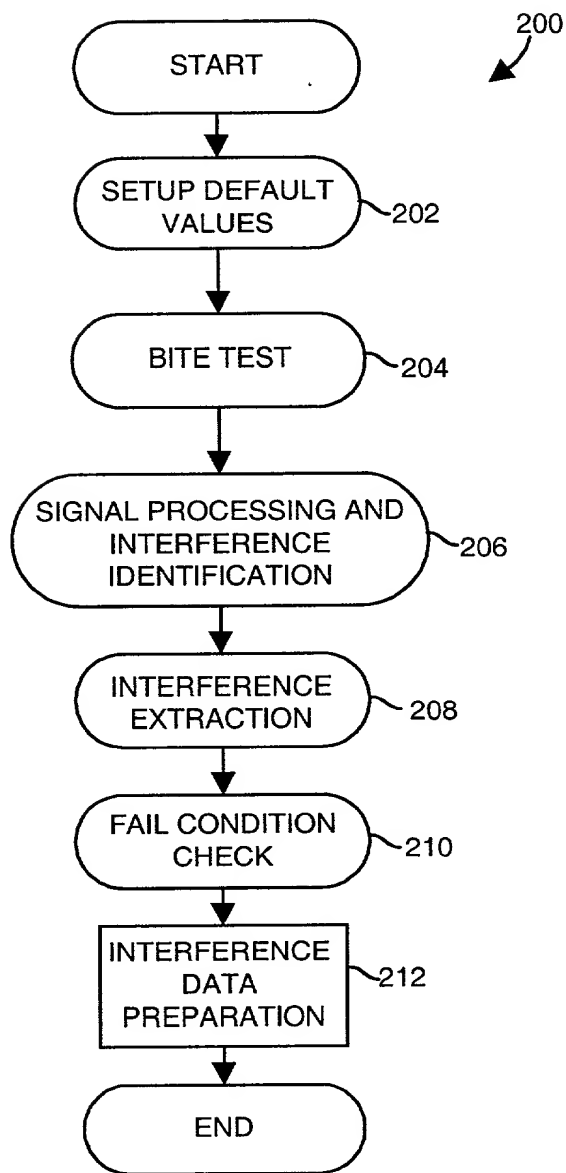 200
START
SETUP DEFAULT
VALUES
202
BITE TEST
204
SIGNAL PROCESSING AND
INTERFERENCE
IDENTIFICATION
206
INTERFERENCE
EXTRACTION
208
FAIL CONDITION
CHECK
210
INTERFERENCE
DATA
PREPARATION
212
END